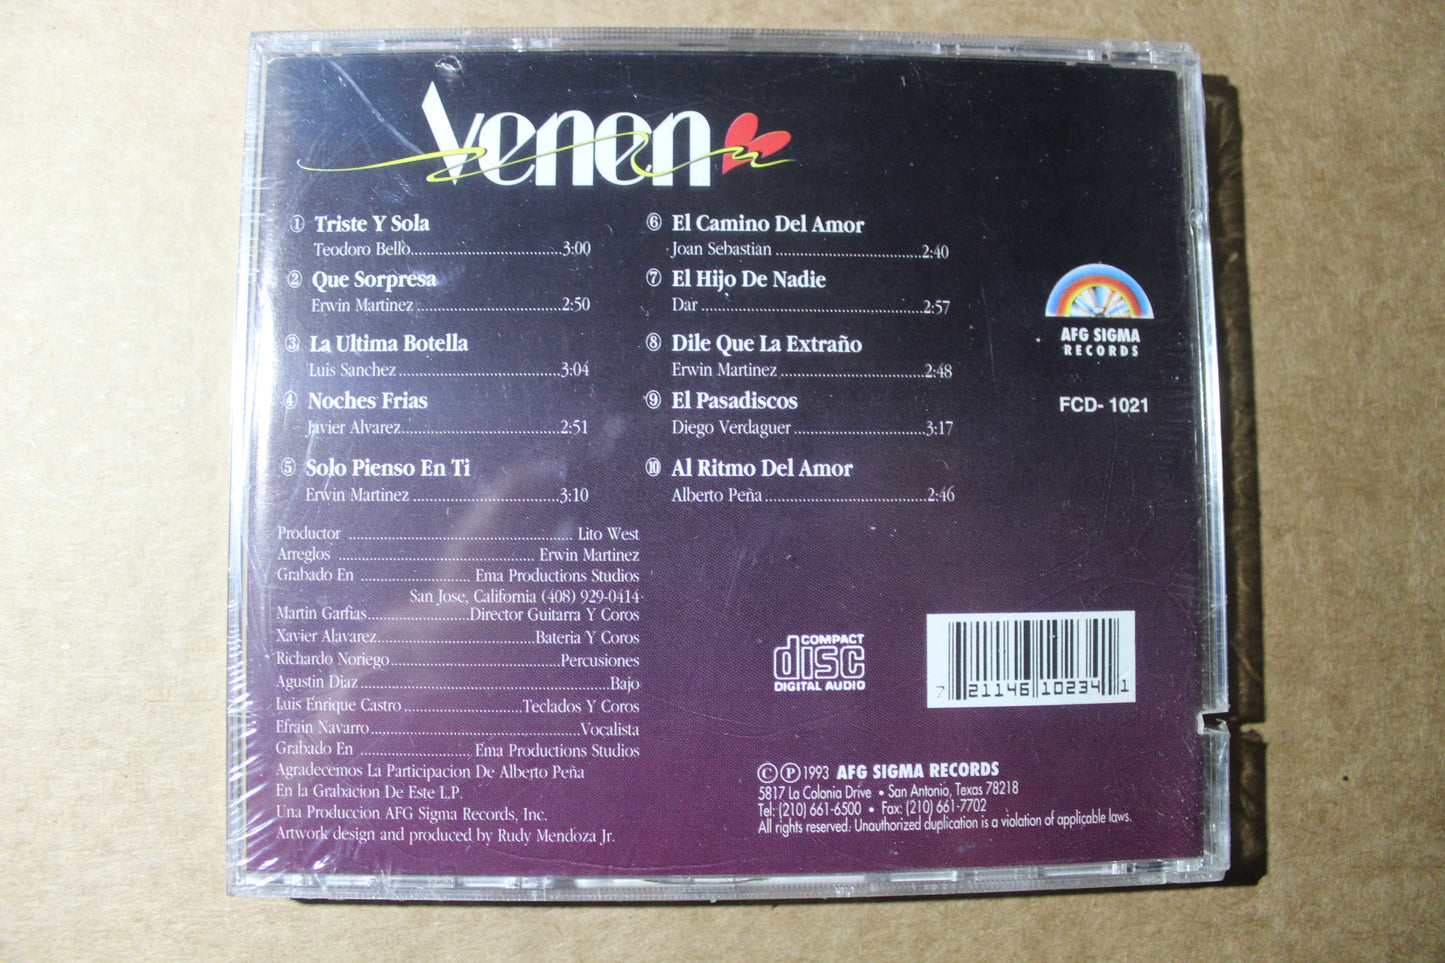 Venen
① Triste Y Sola
Teodoro Bello 3:00
② Que Sorpresa
Erwin Martinez 2:50
③ La Ultima Botella
Luis Sanchez 3:04
④ Noches Frias
Javier Alvarez 2:51
⑤ Solo Pienso En Ti
Erwin Martinez 3:10
⑥ El Camino Del Amor
Joan Sebastian 2:40
⑦ El Hijo De Nadie
Dar 2:57
⑧ Dile Que La Extraño
Erwin Martinez 2:48
⑨ El Pasadiscos
Diego Verdaguer 3:17
⑩ Al Ritmo Del Amor
Alberto Peña 2:46
AFG SIGMA
RECORDS
FCD- 1021
Productor Lito West
Arreglos Erwin Martinez
Grabado En Ema Productions Studios
San Jose, California (408) 929-0414
Martin Garfias Director Guitarra Y Coros
Xavier Alavarez Bateria Y Coros
Richardo Noriego Percusiones
Agustin Diaz Bajo
Luis Enrique Castro Teclados Y Coros
Efrain Navarro Vocalista
Grabado En Ema Productions Studios
Agradecemos La Participacion De Alberto Peña
En la Grabacion De Este L.P.
Una Produccion AFG Sigma Records, Inc.
Artwork design and produced by Rudy Mendoza Jr.
COMPACT
disc
DIGITAL AUDIO
7 21146 10234 1
© ℗ 1993 AFG SIGMA RECORDS
5817 La Colonia Drive • San Antonio, Texas 78218
Tel: (210) 661-6500 • Fax: (210) 661-7702
All rights reserved. Unauthorized duplication is a violation of applicable laws.